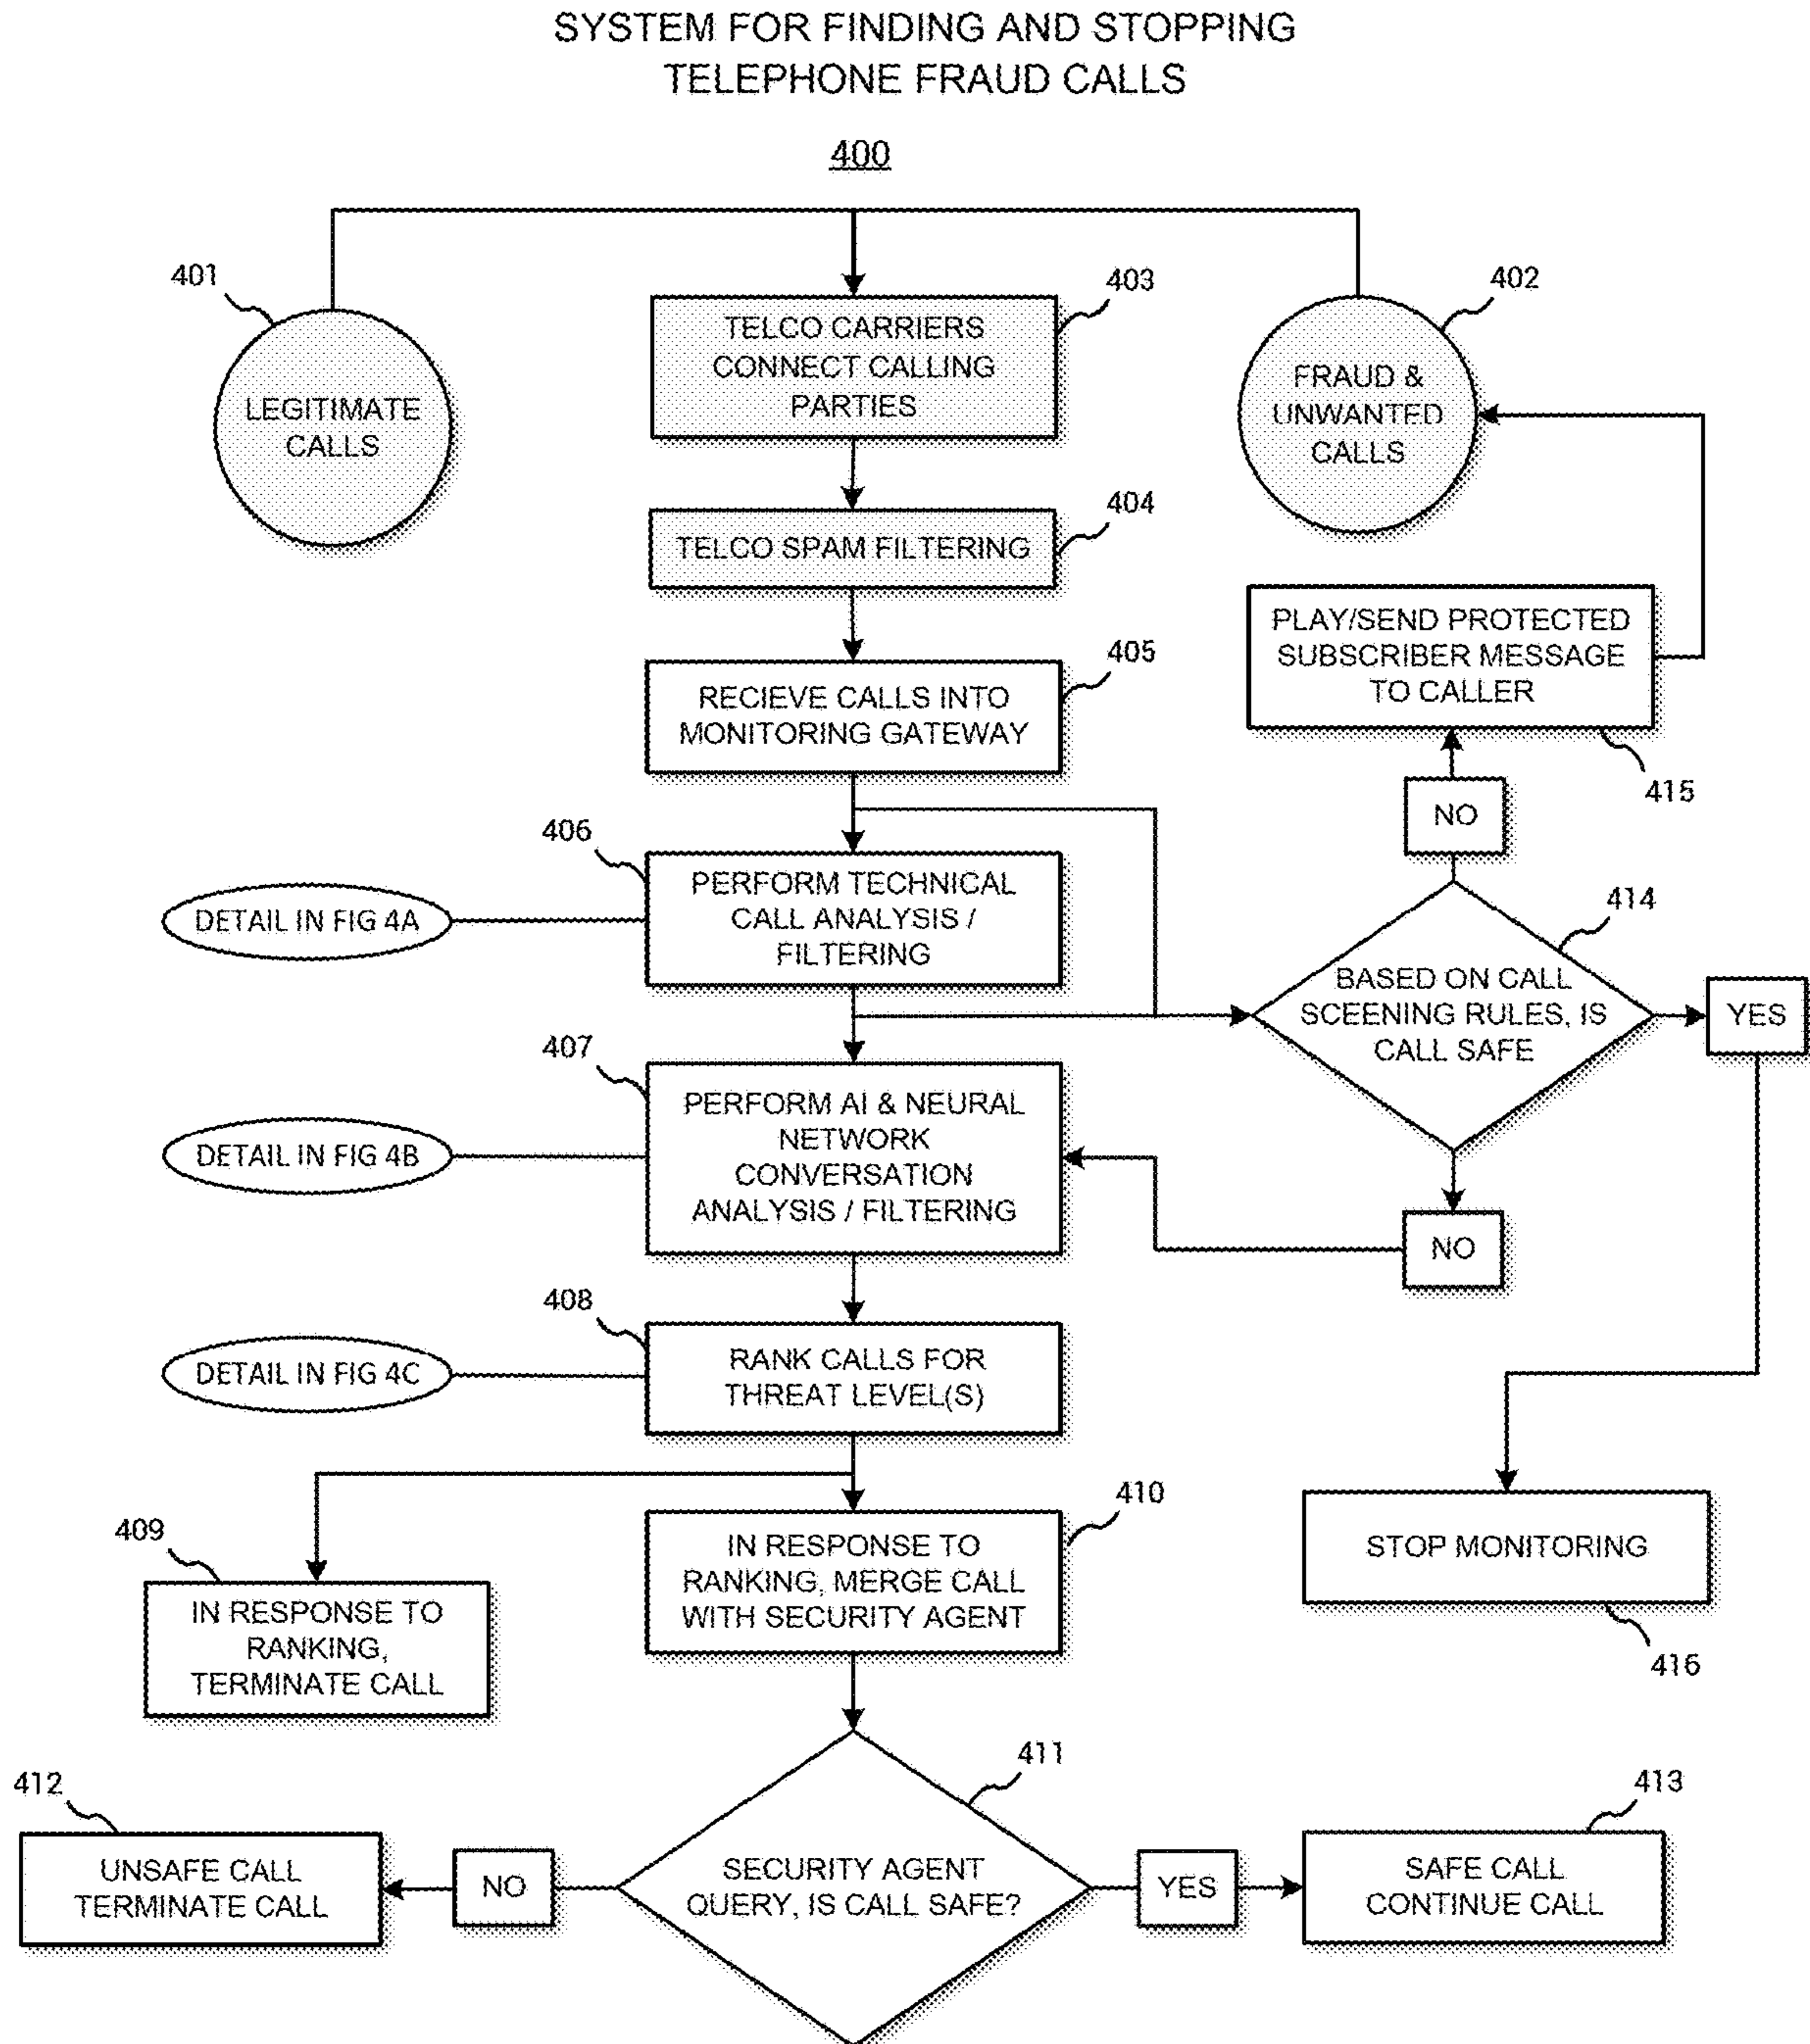 SYSTEM FOR FINDING AND STOPPING
TELEPHONE FRAUD CALLS
400
401
LEGITIMATE
CALLS
403
TELCO CARRIERS
CONNECT CALLING
PARTIES
402
FRAUD &
UNWANTED
CALLS
404
TELCO SPAM FILTERING
405
RECIEVE CALLS INTO
MONITORING GATEWAY
PLAY/SEND PROTECTED
SUBSCRIBER MESSAGE
TO CALLER
415
NO
406
PERFORM TECHNICAL
CALL ANALYSIS /
FILTERING
DETAIL IN FIG 4A
414
BASED ON CALL
SCEENING RULES, IS
CALL SAFE
YES
407
PERFORM AI & NEURAL
NETWORK
CONVERSATION
ANALYSIS / FILTERING
DETAIL IN FIG 4B
NO
408
RANK CALLS FOR
THREAT LEVEL(S)
DETAIL IN FIG 4C
409
IN RESPONSE TO
RANKING,
TERMINATE CALL
410
IN RESPONSE TO
RANKING, MERGE CALL
WITH SECURITY AGENT
STOP MONITORING
416
411
SECURITY AGENT
QUERY, IS CALL SAFE?
412
UNSAFE CALL
TERMINATE CALL
NO
YES
413
SAFE CALL
CONTINUE CALL